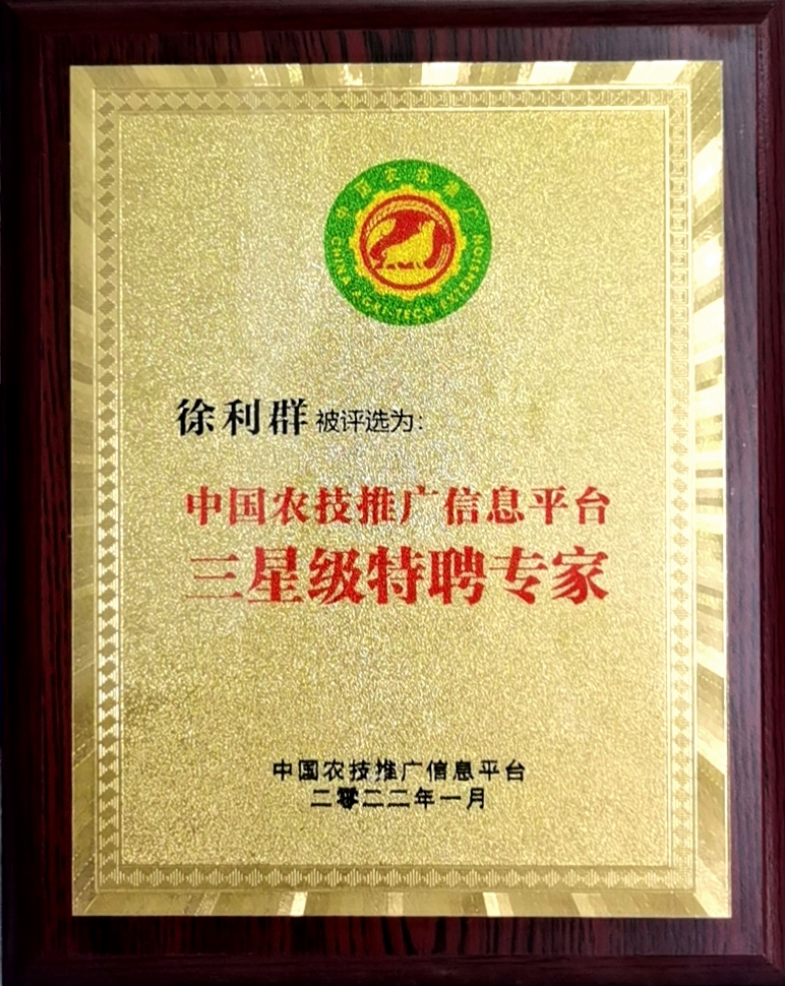 中国农技推广
CHINA AGRI-TECH EXTENSION
徐利群被评选为:
中国农技推广信息平台
三星级特聘专家
中国农技推广信息平台
二零二二年一月